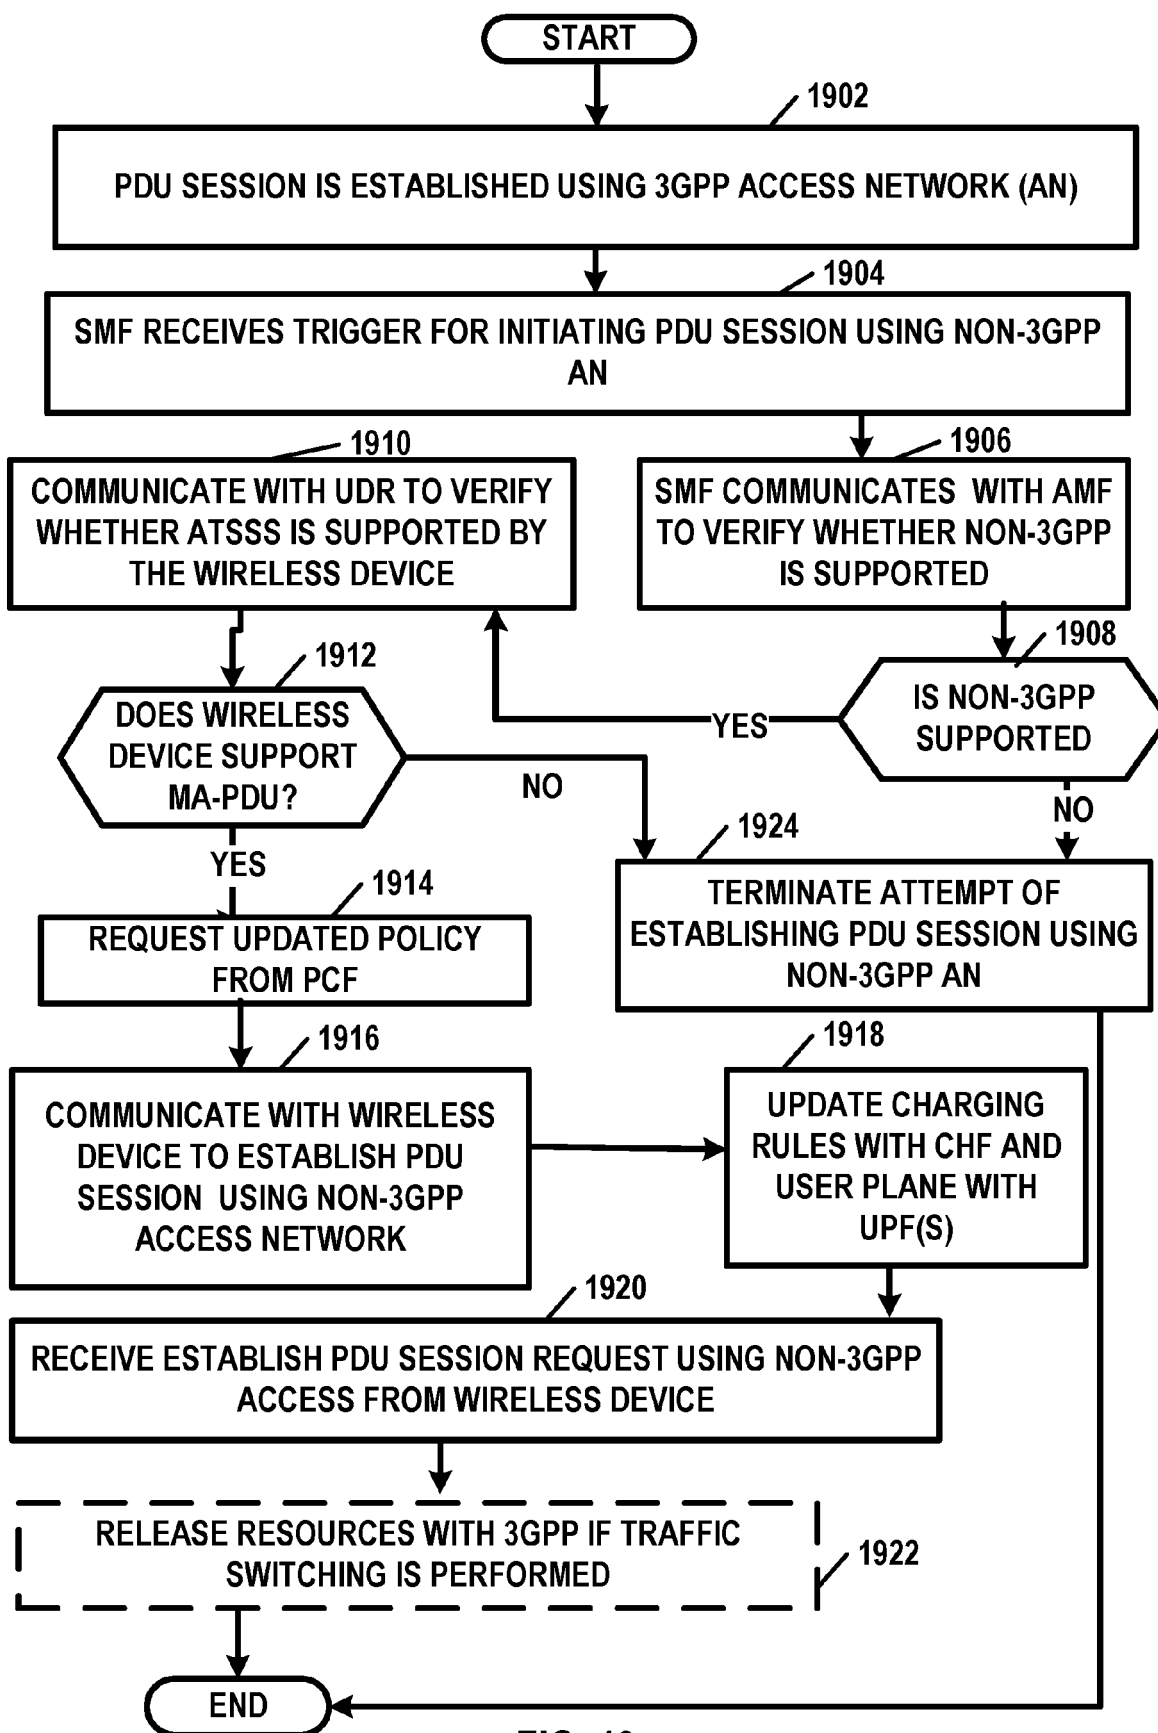 START
1902
PDU SESSION IS ESTABLISHED USING 3GPP ACCESS NETWORK (AN)
1904
SMF RECEIVES TRIGGER FOR INITIATING PDU SESSION USING NON-3GPP
AN
1910
COMMUNICATE WITH UDR TO VERIFY
WHETHER ATSSS IS SUPPORTED BY
THE WIRELESS DEVICE
1906
SMF COMMUNICATES WITH AMF
TO VERIFY WHETHER NON-3GPP
IS SUPPORTED
1908
IS NON-3GPP
SUPPORTED
YES
NO
1912
DOES WIRELESS
DEVICE SUPPORT
MA-PDU?
NO
YES
1924
TERMINATE ATTEMPT OF
ESTABLISHING PDU SESSION USING
NON-3GPP AN
1914
REQUEST UPDATED POLICY
FROM PCF
1916
COMMUNICATE WITH WIRELESS
DEVICE TO ESTABLISH PDU
SESSION USING NON-3GPP
ACCESS NETWORK
1918
UPDATE CHARGING
RULES WITH CHF AND
USER PLANE WITH
UPF(S)
1920
RECEIVE ESTABLISH PDU SESSION REQUEST USING NON-3GPP
ACCESS FROM WIRELESS DEVICE
RELEASE RESOURCES WITH 3GPP IF TRAFFIC
SWITCHING IS PERFORMED
1922
END